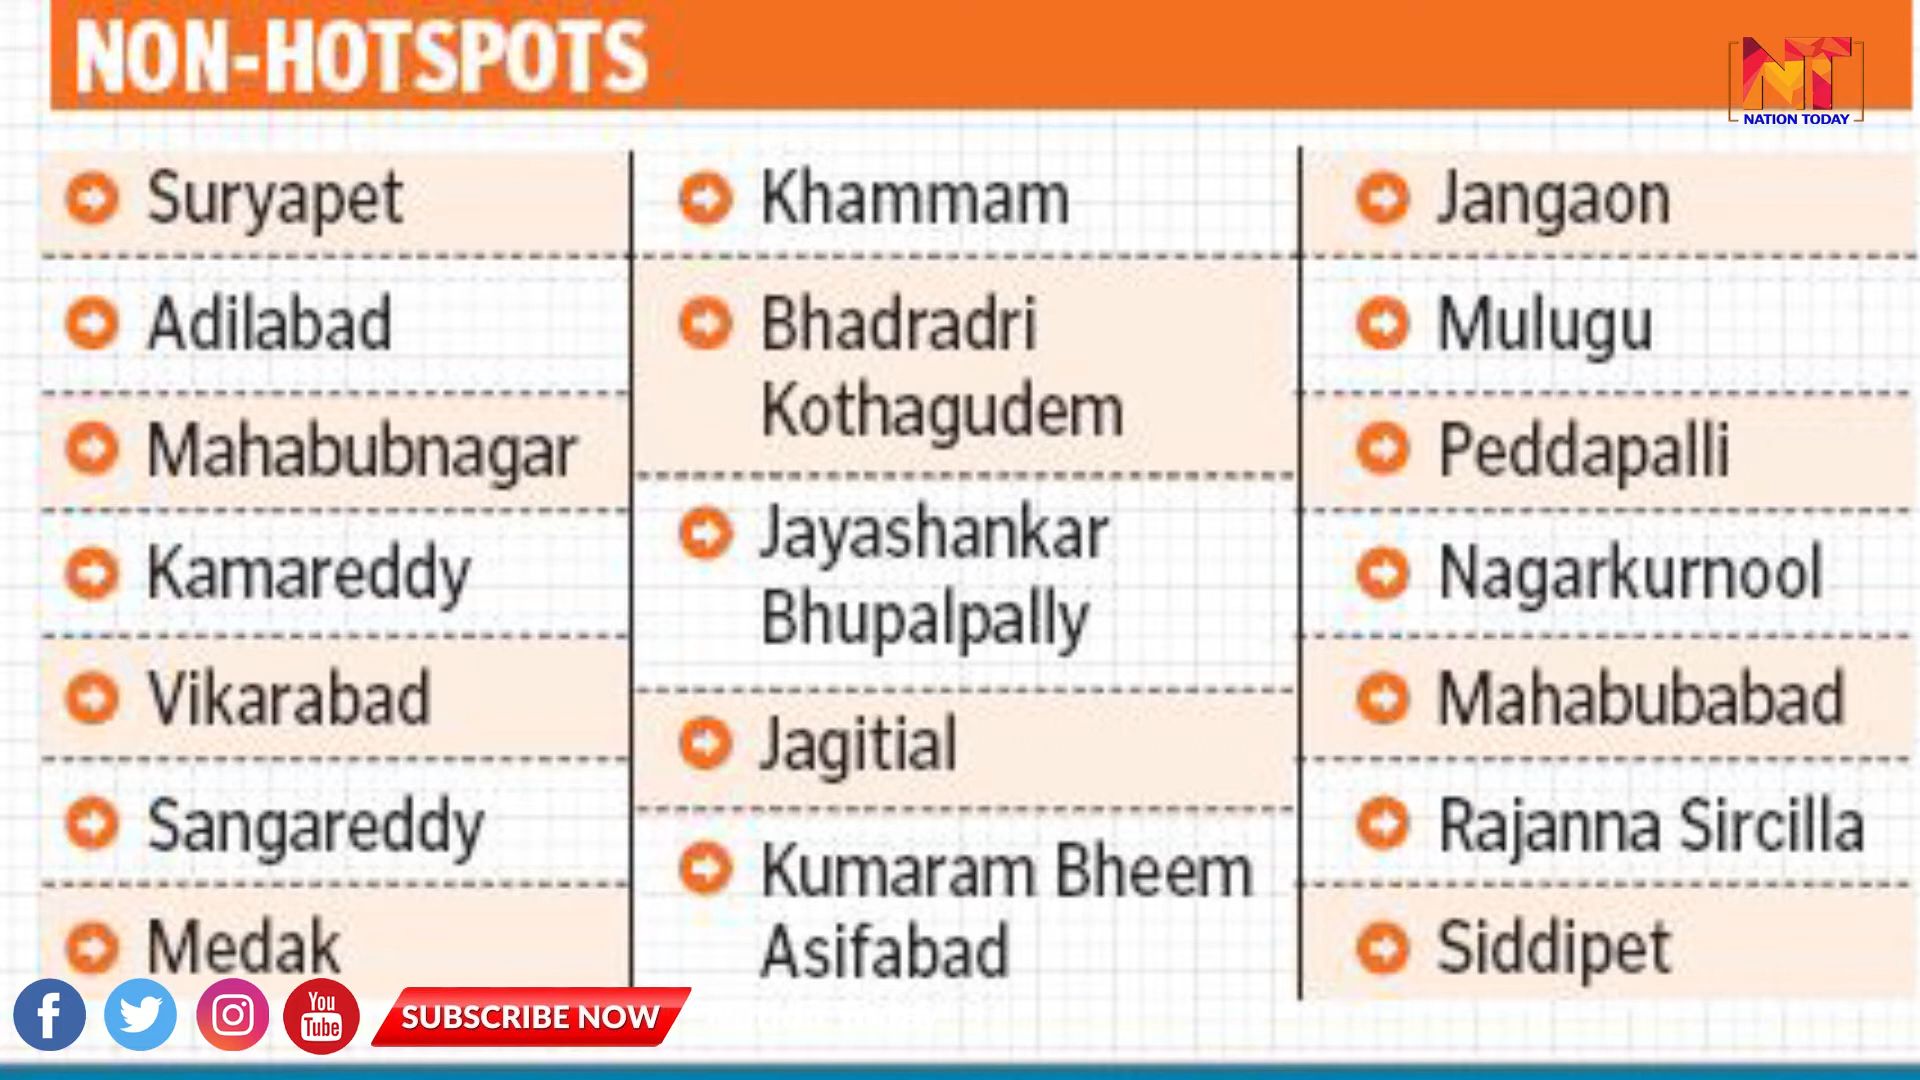 NON-HOTSPOTS
NT
NATION TODAY
Suryapet
Adilabad
Mahabubnagar
Kamareddy
Vikarabad
Sangareddy
Medak
Khammam
Bhadradri
Kothagudem
Jayashankar
Bhupalpally
Jagitial
Kumaram Bheem
Asifabad
Jangaon
Mulugu
Peddapalli
Nagarkurnool
Mahabubabad
Rajanna Sircilla
Siddipet
You
Tube
SUBSCRIBE NOW